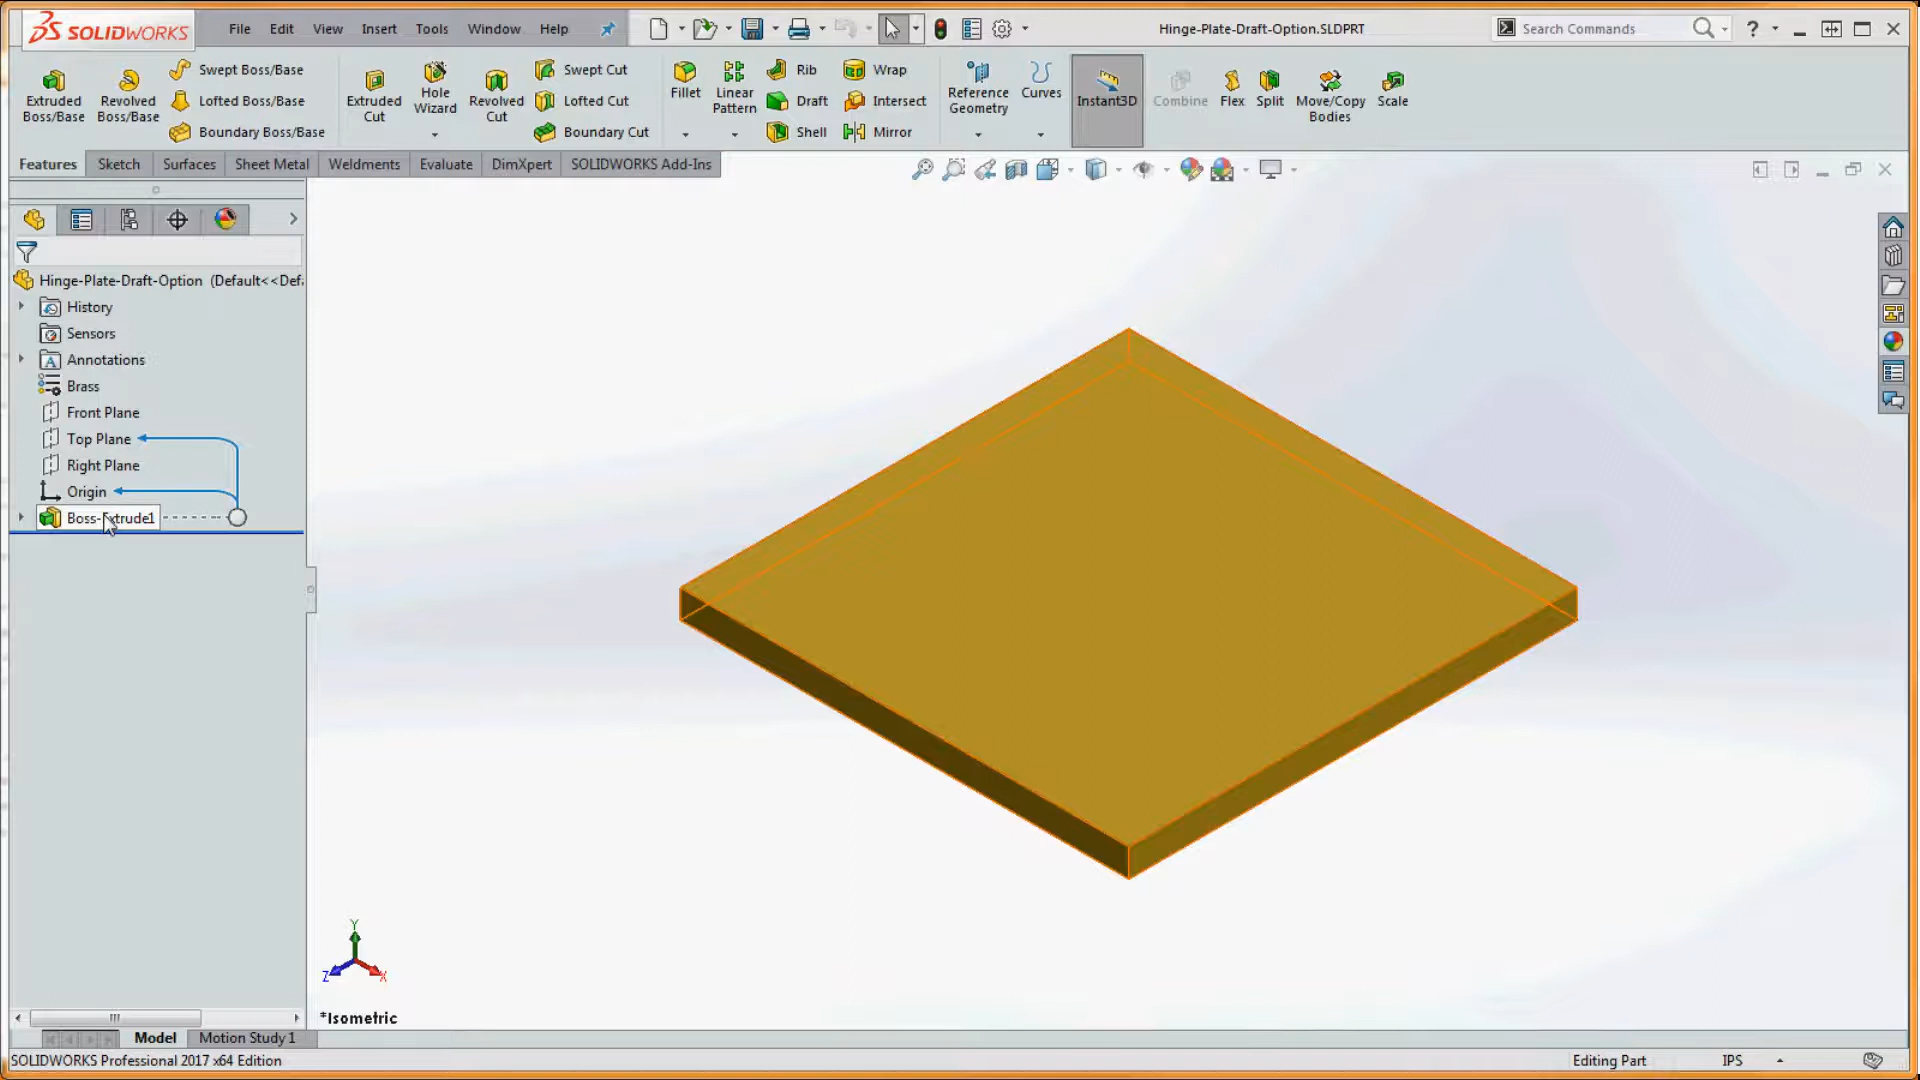 SOLIDWORKS File Edit View Insert Tools Window Help Hinge-Plate-Draft-Option.SLDPRT Search Commands ?
Extruded Boss/Base
Revolved Boss/Base
Swept Boss/Base
Lofted Boss/Base
Boundary Boss/Base
Extruded Cut
Hole Wizard
Revolved Cut
Swept Cut
Lofted Cut
Boundary Cut
Fillet
Linear Pattern
Rib
Draft
Shell
Wrap
Intersect
Mirror
Reference Geometry
Curves
Instant3D
Combine
Flex
Split
Move/Copy Bodies
Scale
Features Sketch Surfaces Sheet Metal Weldments Evaluate DimXpert SOLIDWORKS Add-Ins
Hinge-Plate-Draft-Option (Default<<Def
History
Sensors
Annotations
Brass
Front Plane
Top Plane
Right Plane
Origin
Boss-Extrude1
Y
Z X
*Isometric
Model Motion Study 1
SOLIDWORKS Professional 2017 x64 Edition Editing Part IPS